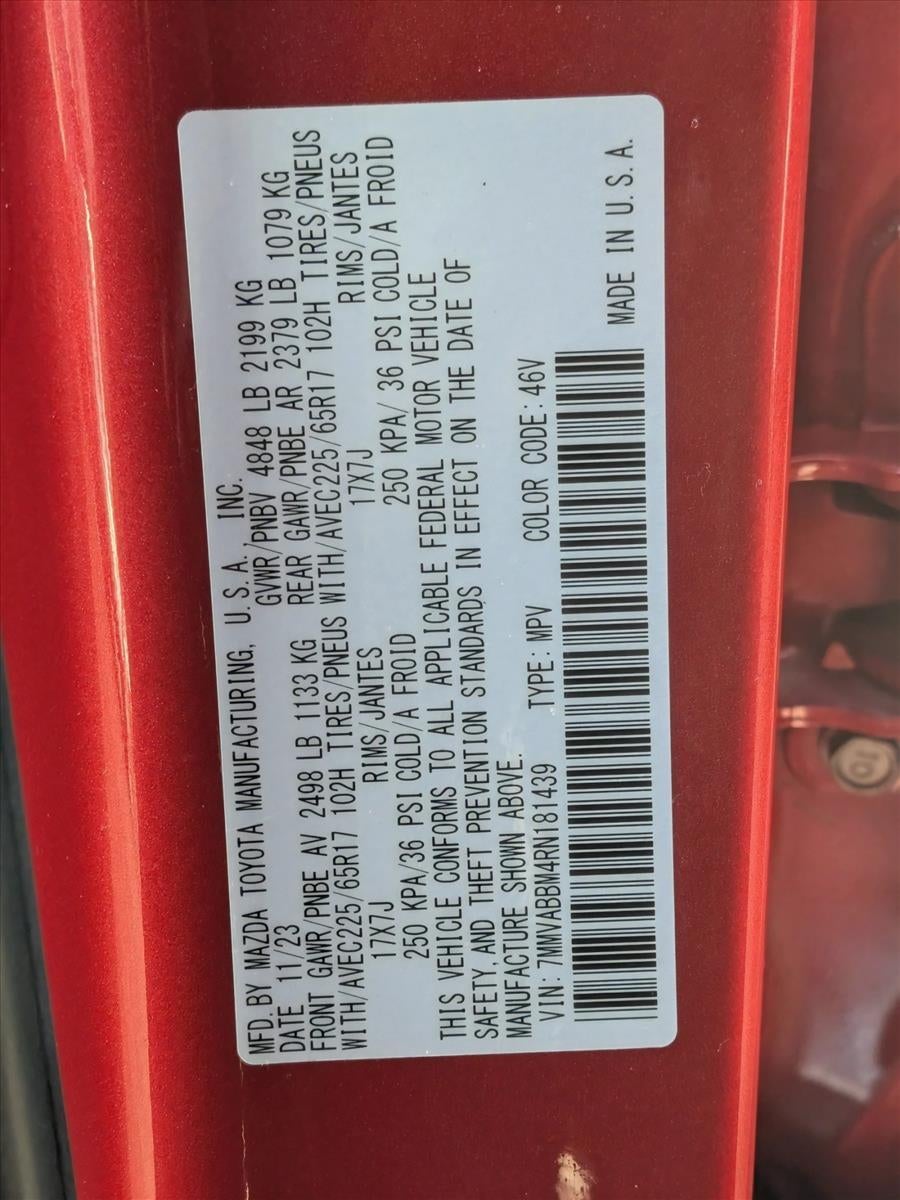 MFD. BY MAZDA TOYOTA MANUFACTURING, U. S. A., INC.
DATE 11/23 GVWR/PNBV 4848 LB 2199 KG
FRONT GAWR/PNBE AV 2498 LB 1133 KG REAR GAWR/PNBE AR 2379 LB 1079 KG
WITH/AVEC225/65R17 102H TIRES/PNEUS WITH/AVEC225/65R17 102H TIRES/PNEUS
17X7J RIMS/JANTES 17X7J RIMS/JANTES
250 KPA/36 PSI COLD/A FROID 250 KPA/ 36 PSI COLD/A FROID
THIS VEHICLE CONFORMS TO ALL APPLICABLE FEDERAL MOTOR VEHICLE
SAFETY, AND THEFT PREVENTION STANDARDS IN EFFECT ON THE DATE OF
MANUFACTURE SHOWN ABOVE.
VIN: 7MMVABBM4RN181439 TYPE: MPV COLOR CODE: 46V
MADE IN U. S. A.
10